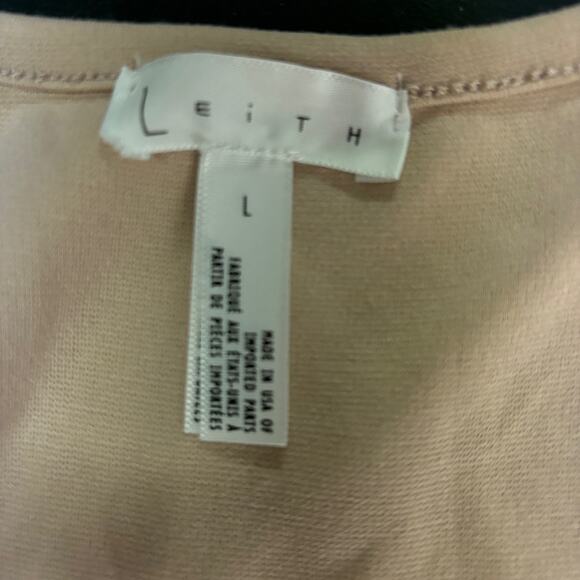 LEiTH
L
MADE IN USA OF
IMPORTED PARTS
FABRIQUÉ AUX ÉTATS-UNIS À
PARTIR DE PIÈCES IMPORTÉES